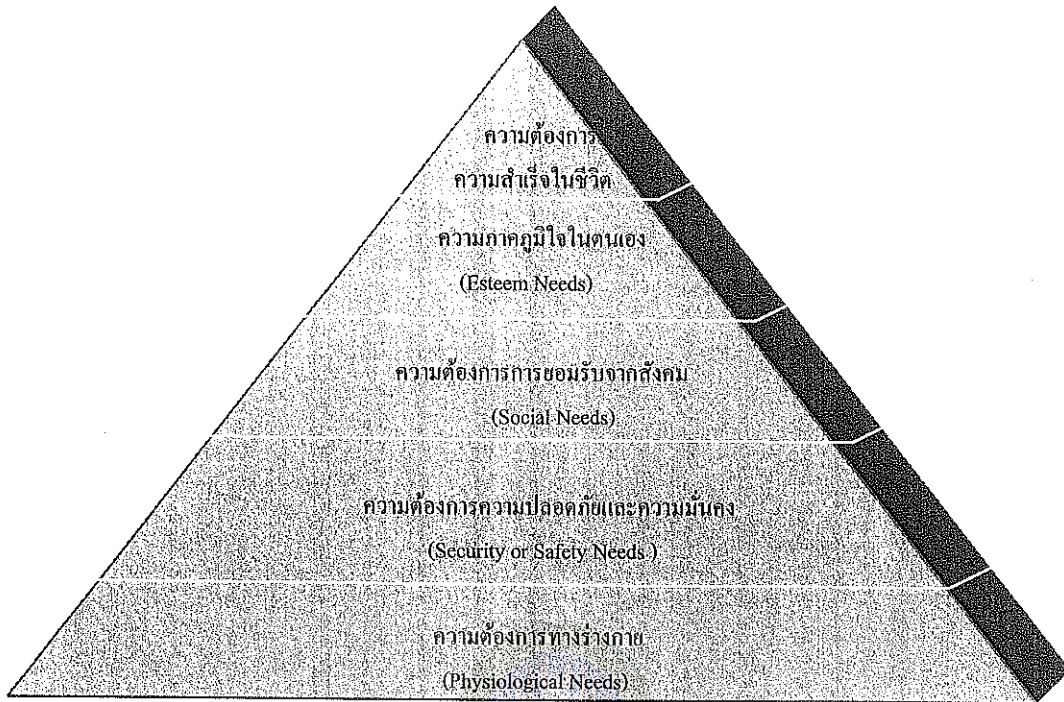 ความต้องการ
ความสำเร็จในชีวิต
ความภาคภูมิใจในตนเอง
(Esteem Needs)
ความต้องการการยอมรับจากสังคม
(Social Needs)
ความต้องการความปลอดภัยและความมั่นคง
(Security or Safety Needs )
ความต้องการทางร่างกาย
(Physiological Needs)